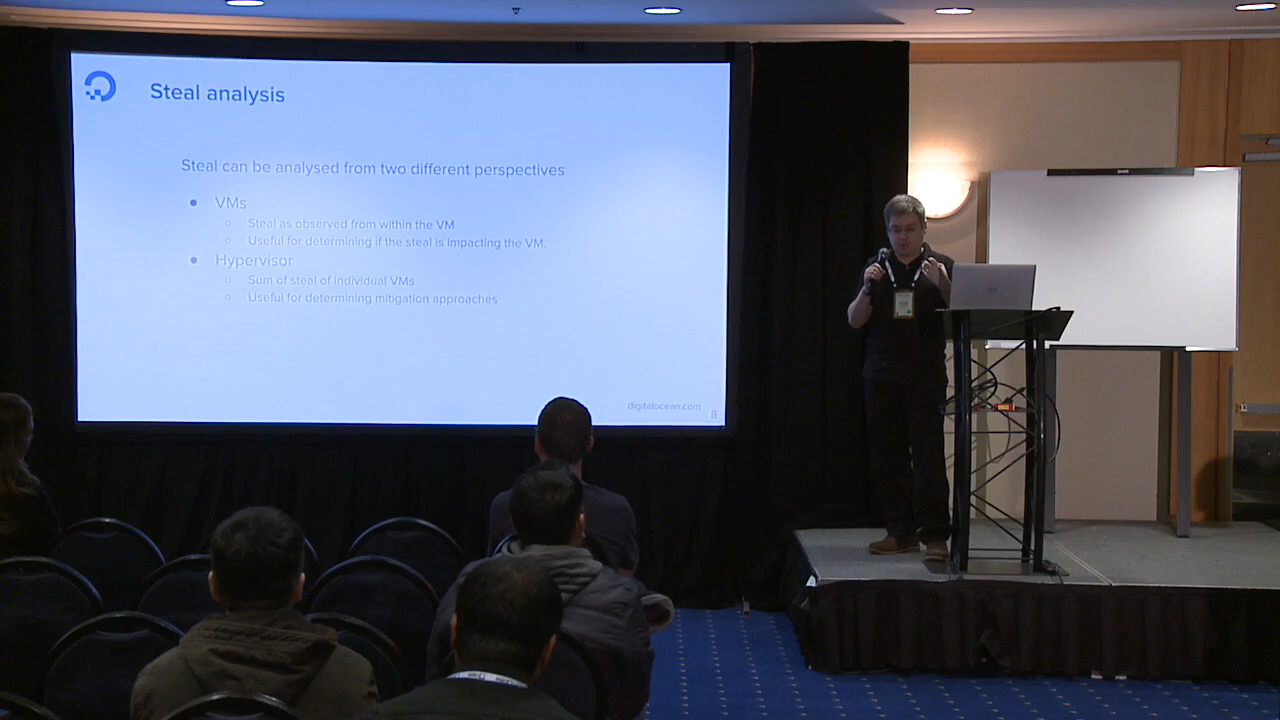 Steal analysis
Steal can be analysed from two different perspectives
VMs
Steal as observed from within the VM
Useful for determining if the steal is impacting the VM.
Hypervisor
Sum of steal of individual VMs
Useful for determining mitigation approaches
digitalocean.com
8